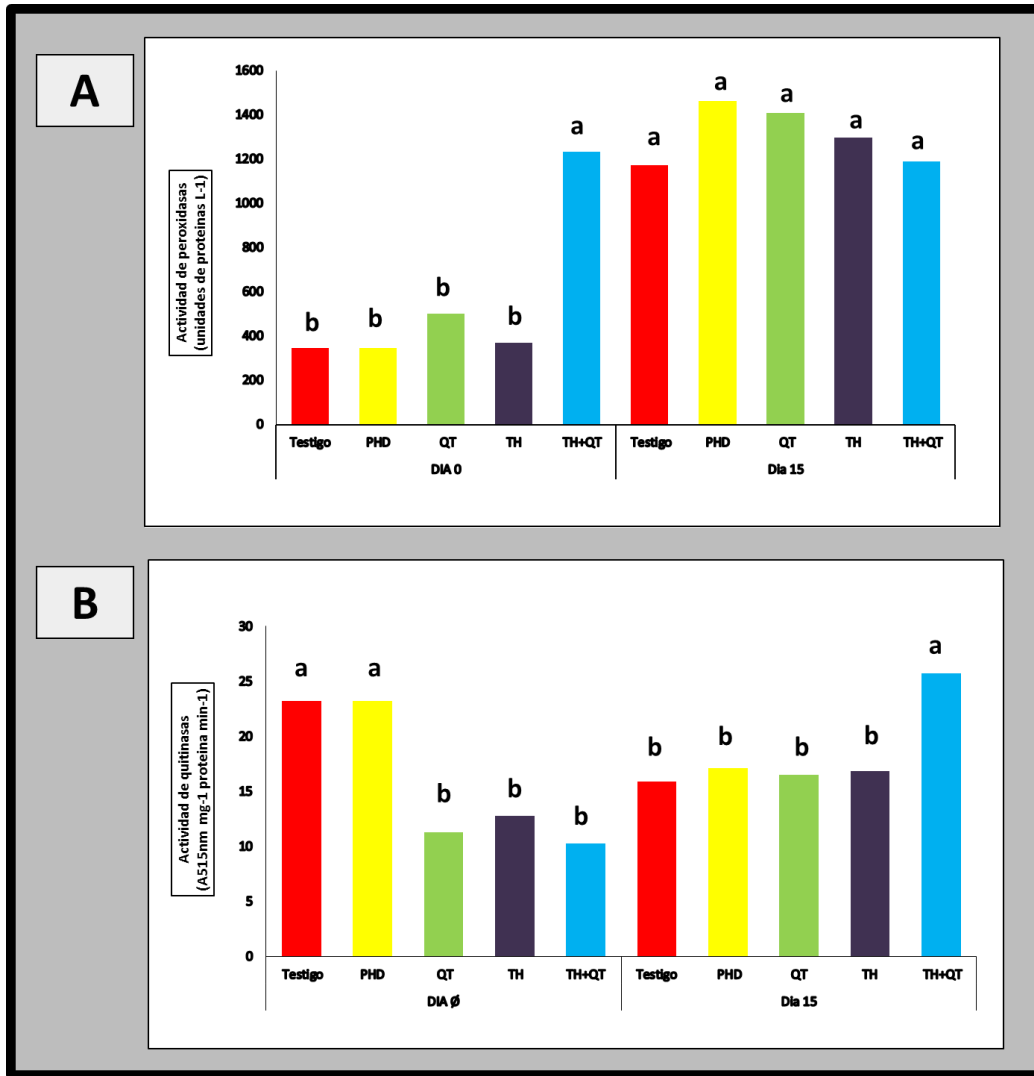 A
Actividad de peroxidasas
(unidades de proteinas L-1)
1600
1400
1200
1000
800
600
400
200
0
b
b
b
b
a
a
a
a
a
a
Testigo PHD QT TH TH+QT Testigo PHD QT TH TH+QT
DIA 0 Dia 15
B
Actividad de quitinasas
(A515nm mg-1 proteina min-1)
30
25
20
15
10
5
0
a
a
b
b
b
b
b
b
b
a
Testigo PHD QT TH TH+QT Testigo PHD QT TH TH+QT
DIA Ø Dia 15